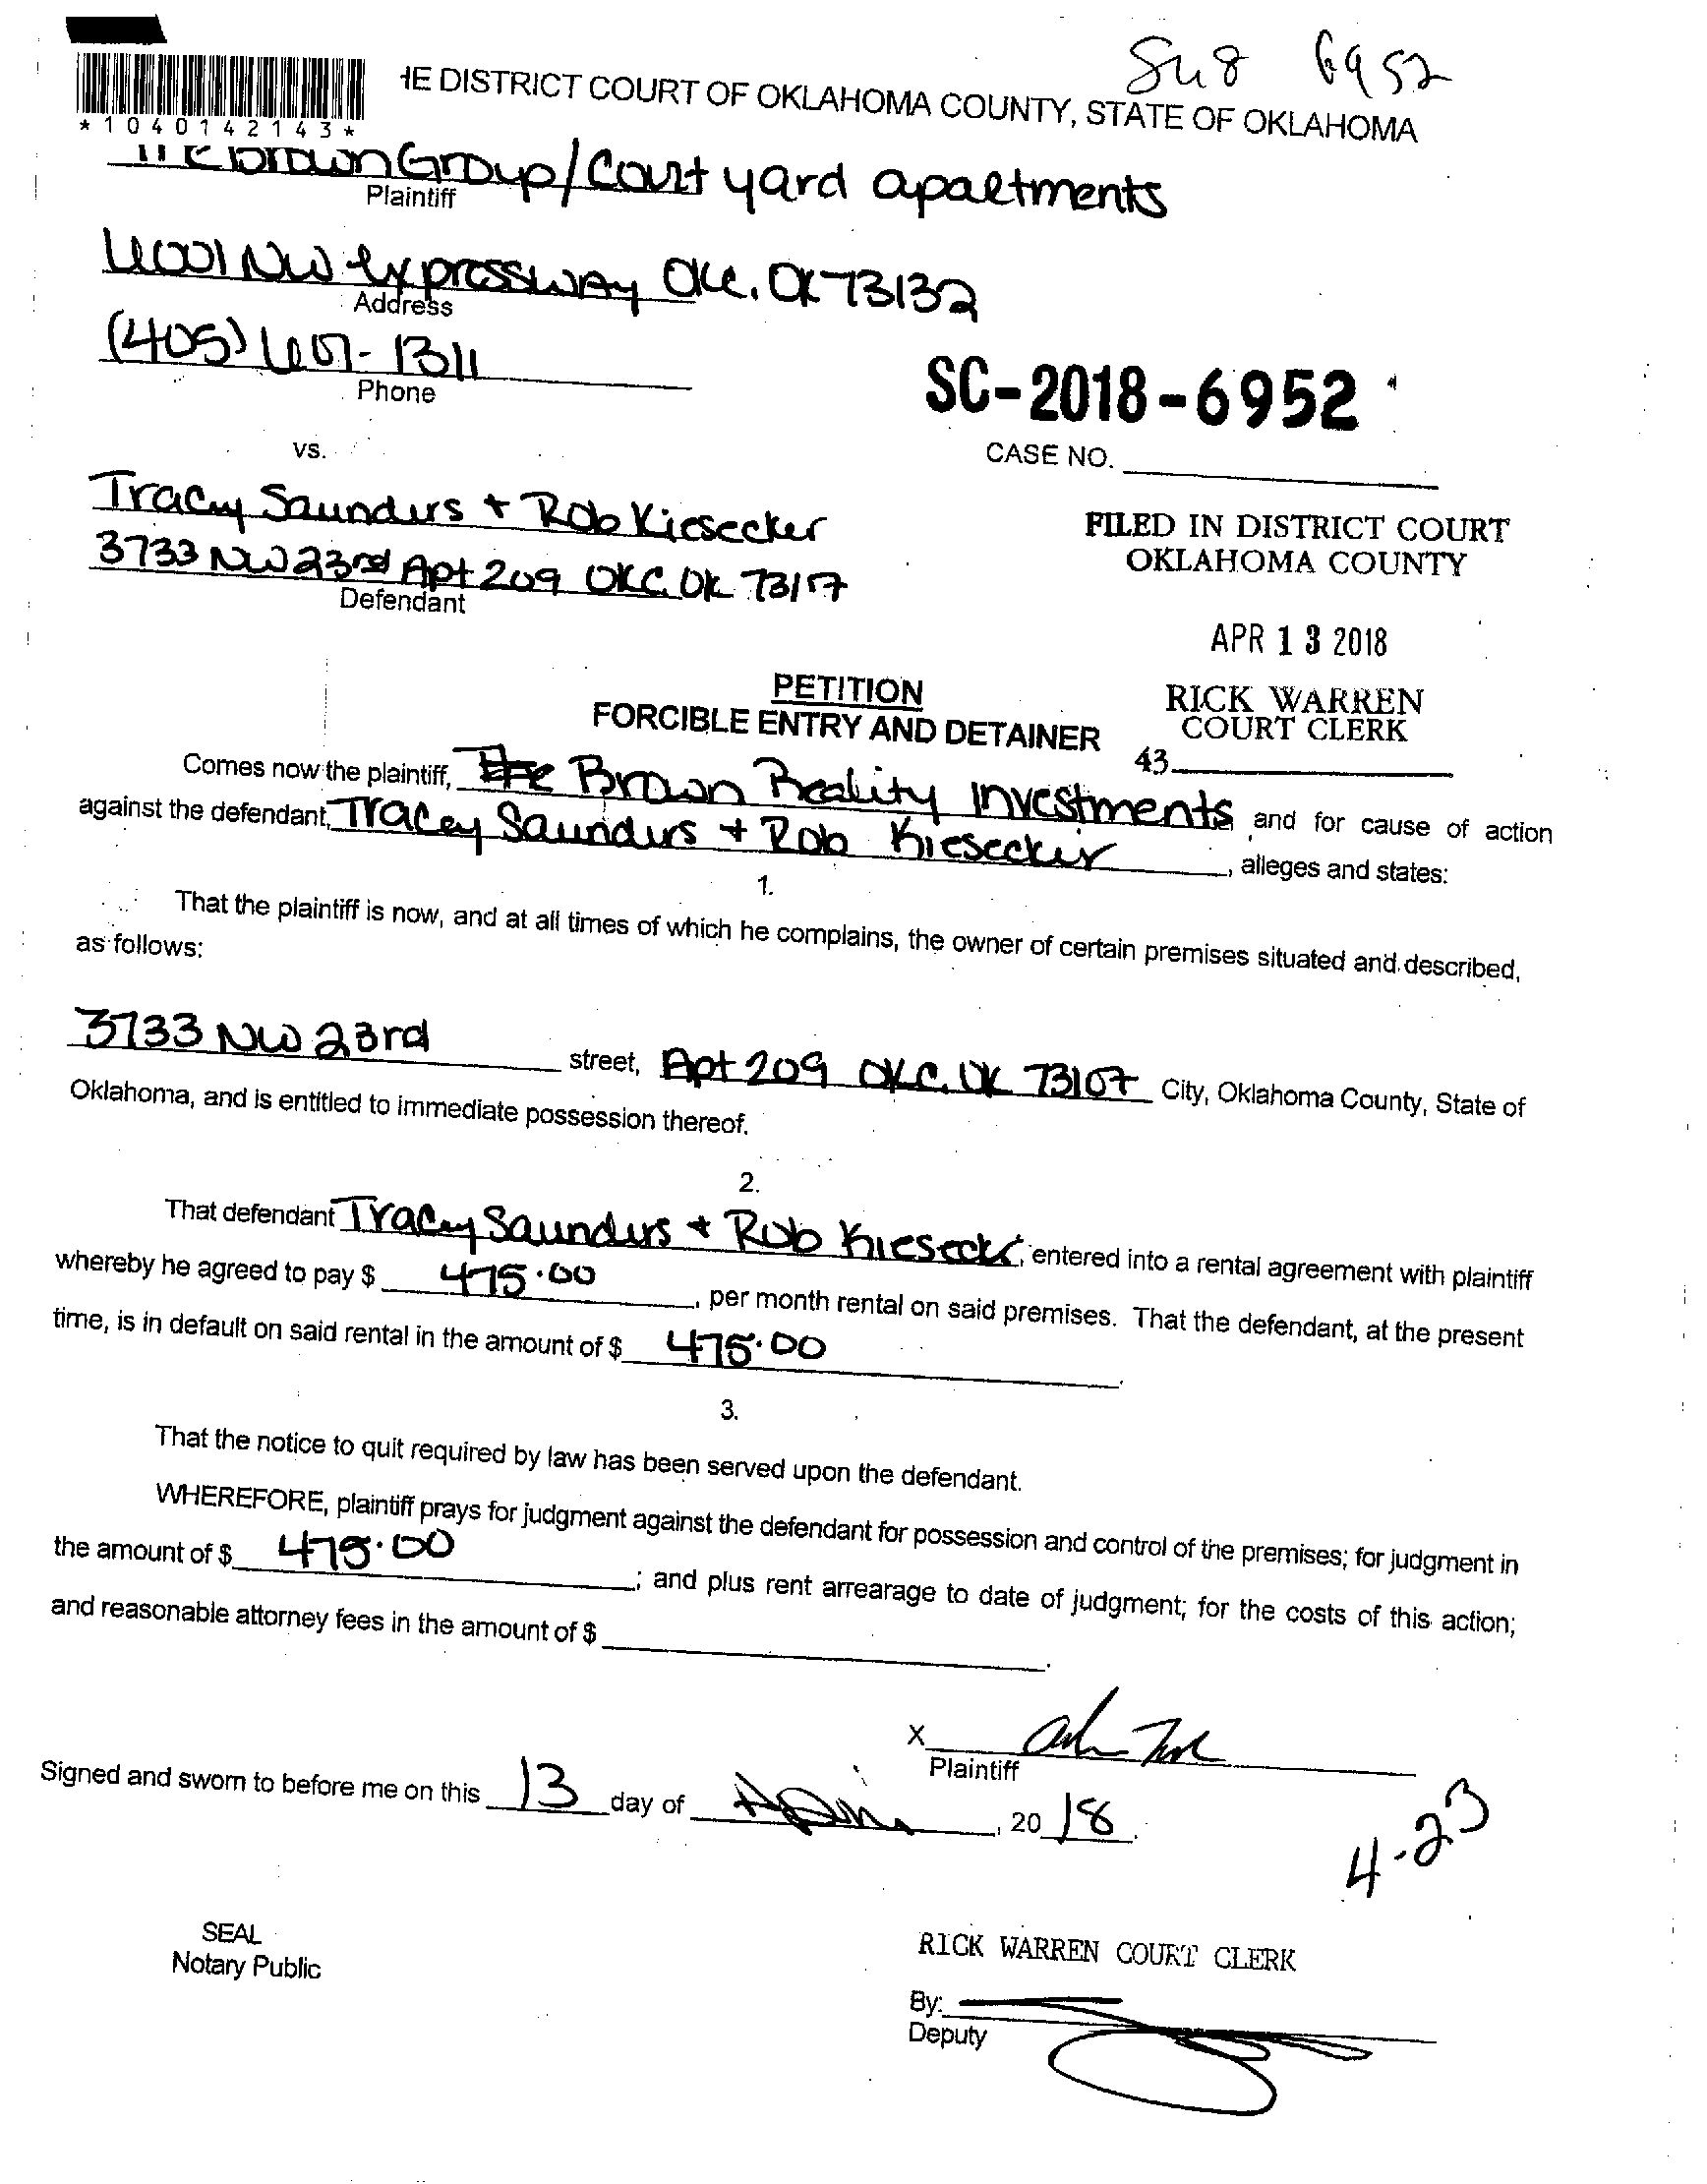 Su8 6952
HE DISTRICT COURT OF OKLAHOMA COUNTY, STATE OF OKLAHOMA
*1040142143*
The Brown Group/Court yard apartments
Plaintiff
6001 NW expressway OKC. OK 73132
Address
(405) 607-1311
Phone
SC-2018-6952
CASE NO.
vs.
Tracy Saunders + Rob Kiesecker
3733 NW 23rd Apt 209 OKC. OK 73117
Defendant
FILED IN DISTRICT COURT
OKLAHOMA COUNTY
APR 13 2018
RICK WARREN
COURT CLERK
43
PETITION
FORCIBLE ENTRY AND DETAINER
Comes now the plaintiff, The Brown Reality Investments and for cause of action
against the defendant, Tracey Saunders + Rob Kiesecker, alleges and states:
1.
That the plaintiff is now, and at all times of which he complains, the owner of certain premises situated and described,
as follows:
3733 NW 23rd street, Apt 209 OKC. OK 73107 City, Oklahoma County, State of
Oklahoma, and is entitled to immediate possession thereof.
2.
That defendant Tracey Saunders + Rob Kiesecker, entered into a rental agreement with plaintiff
whereby he agreed to pay $ 475.00, per month rental on said premises. That the defendant, at the present
time, is in default on said rental in the amount of $ 475.00.
3.
That the notice to quit required by law has been served upon the defendant.
WHEREFORE, plaintiff prays for judgment against the defendant for possession and control of the premises; for judgment in
the amount of $ 475.00; and plus rent arrearage to date of judgment; for the costs of this action;
and reasonable attorney fees in the amount of $
X
Plaintiff
Signed and sworn to before me on this 13 day of April, 2018.
4-23
SEAL
Notary Public
RICK WARREN COURT CLERK
By:
Deputy